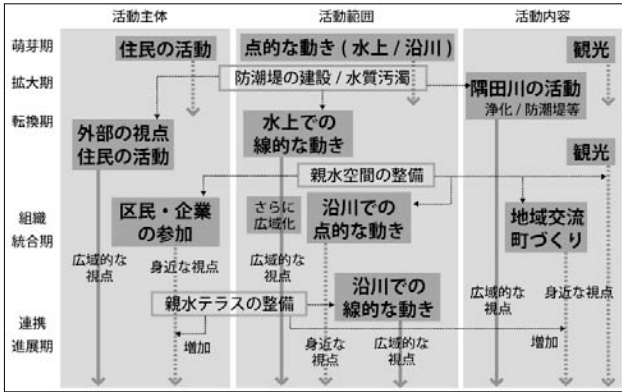 活動主体
活動範囲
活動内容
萌芽期
住民の活動
点的な動き ( 水上 / 沿川 )
観光
拡大期
防潮堤の建設 / 水質汚濁
隅田川の活動
浄化 / 防潮堤等
転換期
外部の視点
住民の活動
水上での
線的な動き
観光
親水空間の整備
組織
統合期
区民・企業
の参加
さらに
広域化
沿川での
点的な動き
地域交流
町づくり
広域的な
視点
身近な視点
広域的な
視点
広域的な
視点
身近な視点
親水テラスの整備
沿川での
線的な動き
連携
進展期
増加
身近な
視点
広域的な
視点
増加